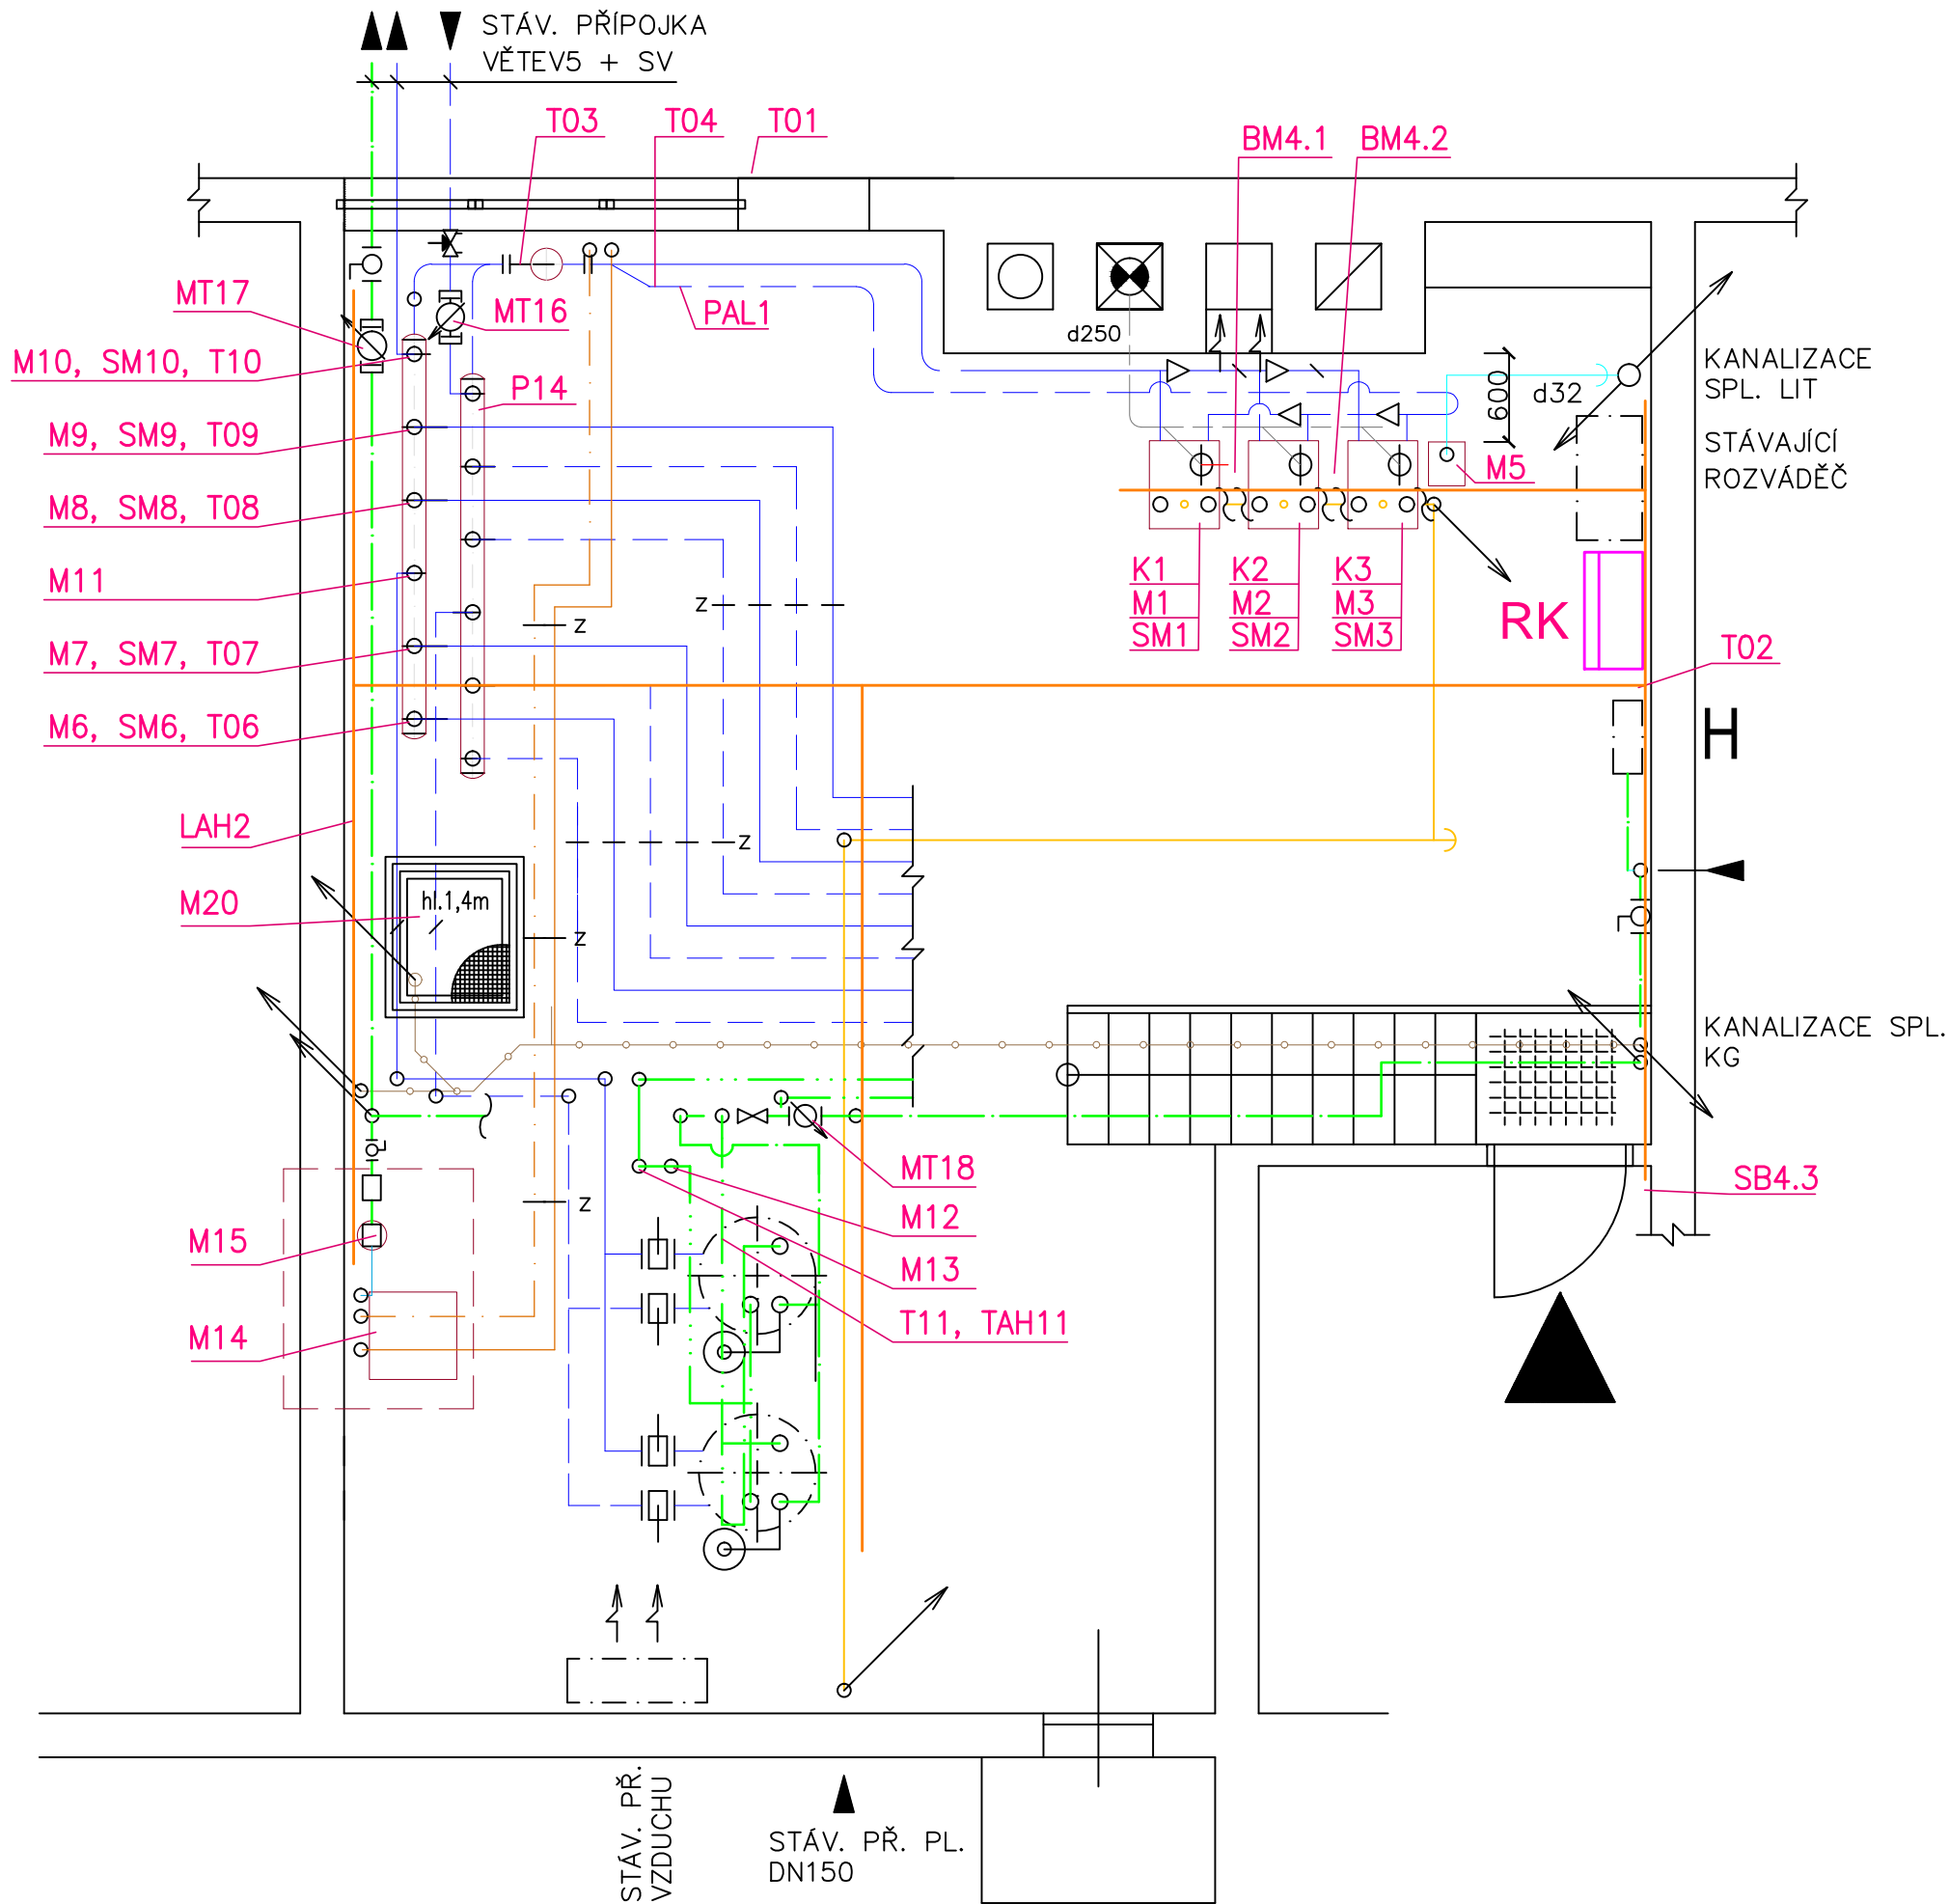 STÁV. PŘÍPOJKA
VĚTEV5 + SV
T03
T04
T01
BM4.1
BM4.2
MT17
MT16
PAL1
d250
M10, SM10, T10
P14
KANALIZACE
SPL. LIT
600
d32
M9, SM9, T09
STÁVAJÍCÍ
ROZVÁDĚČ
M5
M8, SM8, T08
M11
K1
M1
SM1
K2
M2
SM2
K3
M3
SM3
RK
z
z
M7, SM7, T07
T02
M6, SM6, T06
H
LAH2
z
M20
hl.1,4m
z
KANALIZACE SPL.
KG
MT18
SB4.3
M12
z
M15
M13
T11, TAH11
M14
STÁV. PŘ.
VZDUCHU
STÁV. PŘ. PL.
DN150